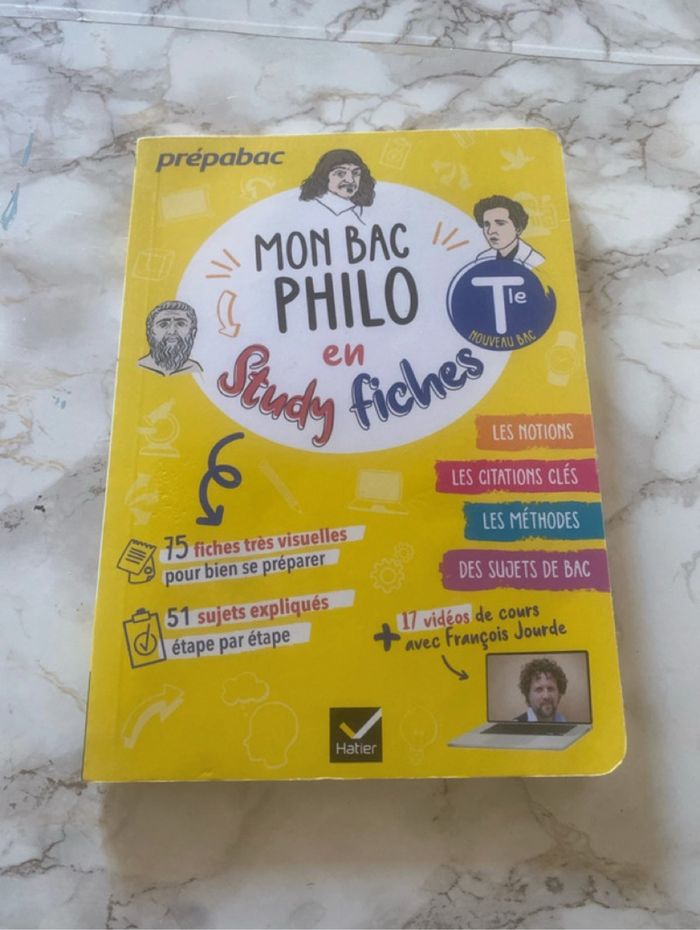 prépabac
MON BAC
PHILO
en
Study fiches
Tle
NOUVEAU BAC
LES NOTIONS
LES CITATIONS CLÉS
LES MÉTHODES
DES SUJETS DE BAC
75 fiches très visuelles
pour bien se préparer
51 sujets expliqués
étape par étape
+ 17 vidéos de cours
avec François Jourde
Hatier